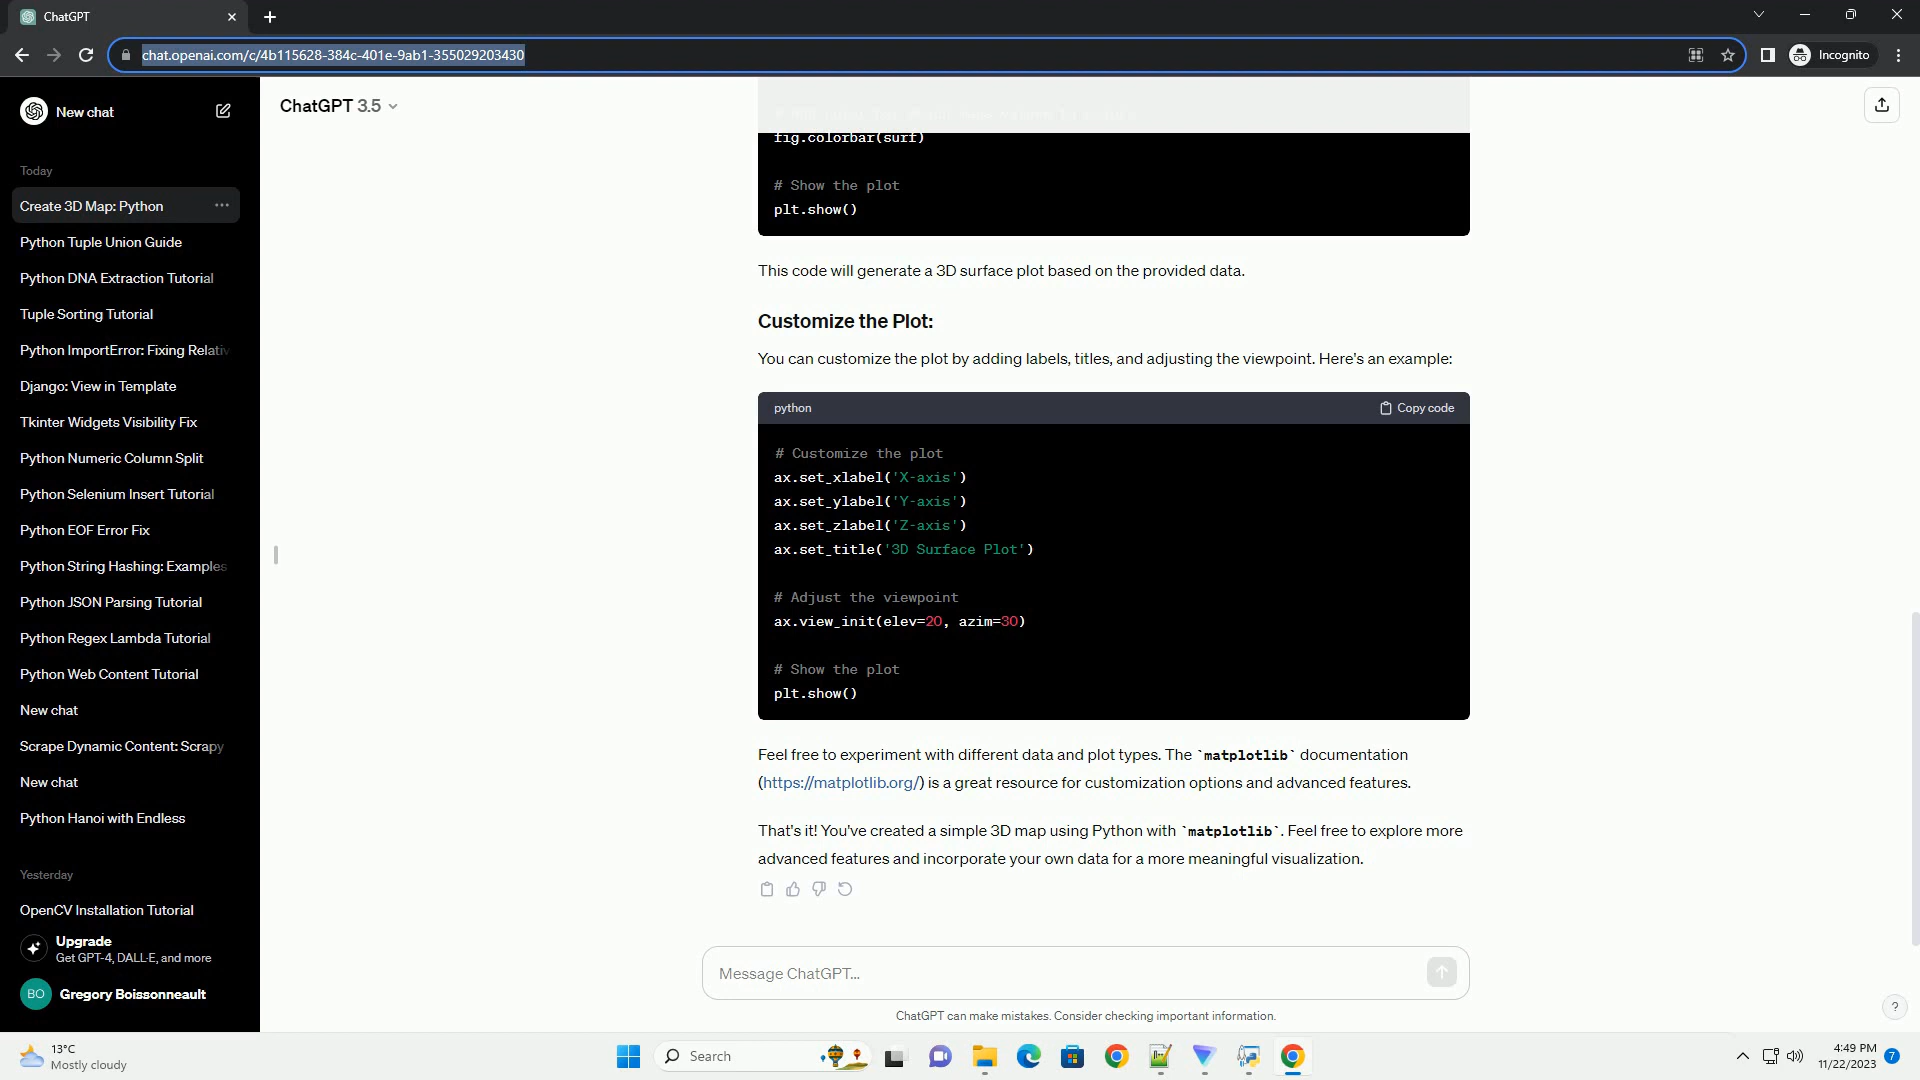 ChatGPT
chat.openai.com/c/4b115628-384c-401e-9ab1-355029203430
Incognito
New chat
Today
Create 3D Map: Python
Python Tuple Union Guide
Python DNA Extraction Tutorial
Tuple Sorting Tutorial
Python ImportError: Fixing Relativ
Django: View in Template
Tkinter Widgets Visibility Fix
Python Numeric Column Split
Python Selenium Insert Tutorial
Python EOF Error Fix
Python String Hashing: Examples
Python JSON Parsing Tutorial
Python Regex Lambda Tutorial
Python Web Content Tutorial
New chat
Scrape Dynamic Content: Scrapy
New chat
Python Hanoi with Endless
Yesterday
OpenCV Installation Tutorial
Upgrade
Get GPT-4, DALL·E, and more
BO Gregory Boissonneault
ChatGPT 3.5
fig.colorbar(surf)
# Show the plot
plt.show()
This code will generate a 3D surface plot based on the provided data.
Customize the Plot:
You can customize the plot by adding labels, titles, and adjusting the viewpoint. Here's an example:
python Copy code
# Customize the plot
ax.set_xlabel('X-axis')
ax.set_ylabel('Y-axis')
ax.set_zlabel('Z-axis')
ax.set_title('3D Surface Plot')
# Adjust the viewpoint
ax.view_init(elev=20, azim=30)
# Show the plot
plt.show()
Feel free to experiment with different data and plot types. The `matplotlib` documentation
(https://matplotlib.org/) is a great resource for customization options and advanced features.
That's it! You've created a simple 3D map using Python with `matplotlib`. Feel free to explore more
advanced features and incorporate your own data for a more meaningful visualization.
Message ChatGPT...
ChatGPT can make mistakes. Consider checking important information.
?
13°C
Mostly cloudy
Search
4:49 PM
11/22/2023
7